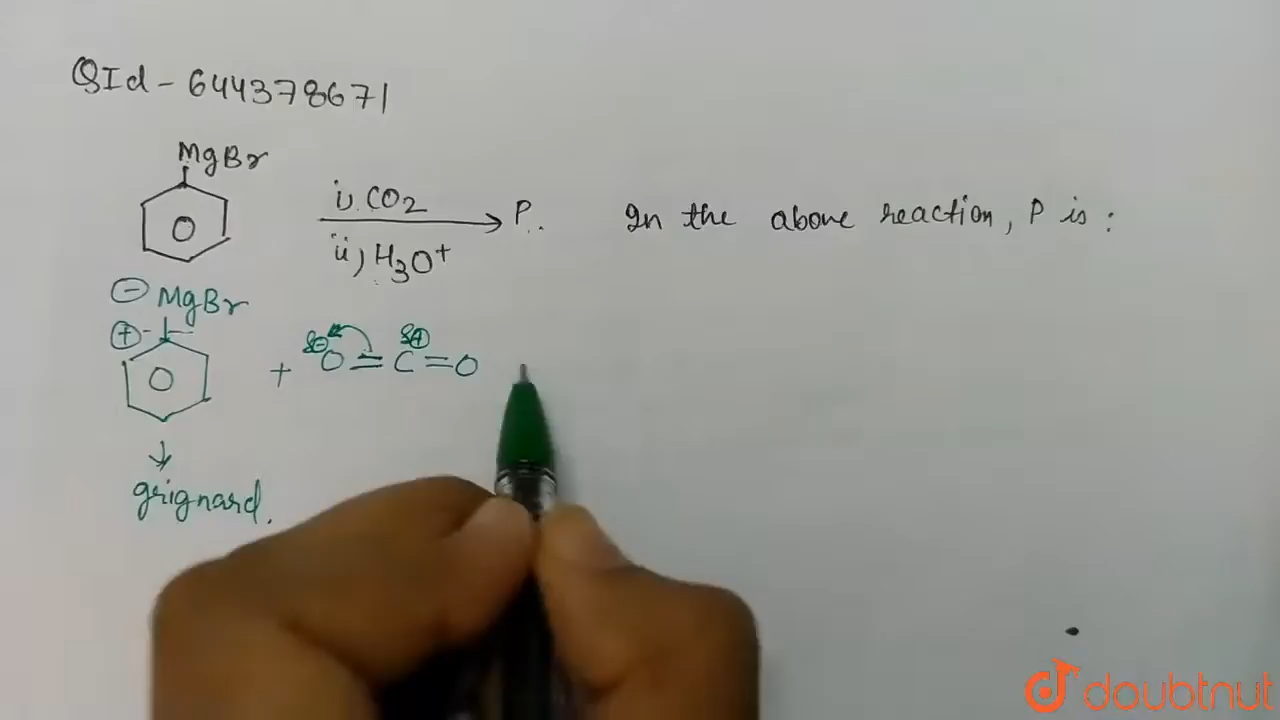 QId - 644378671
MgBr
i). CO2
ii) H3O+
P.
In the above reaction, P is :
⊖ MgBr
⊕
+
δ⊖ δ⊕
O = C = O
↓
grignard.
doubtnut